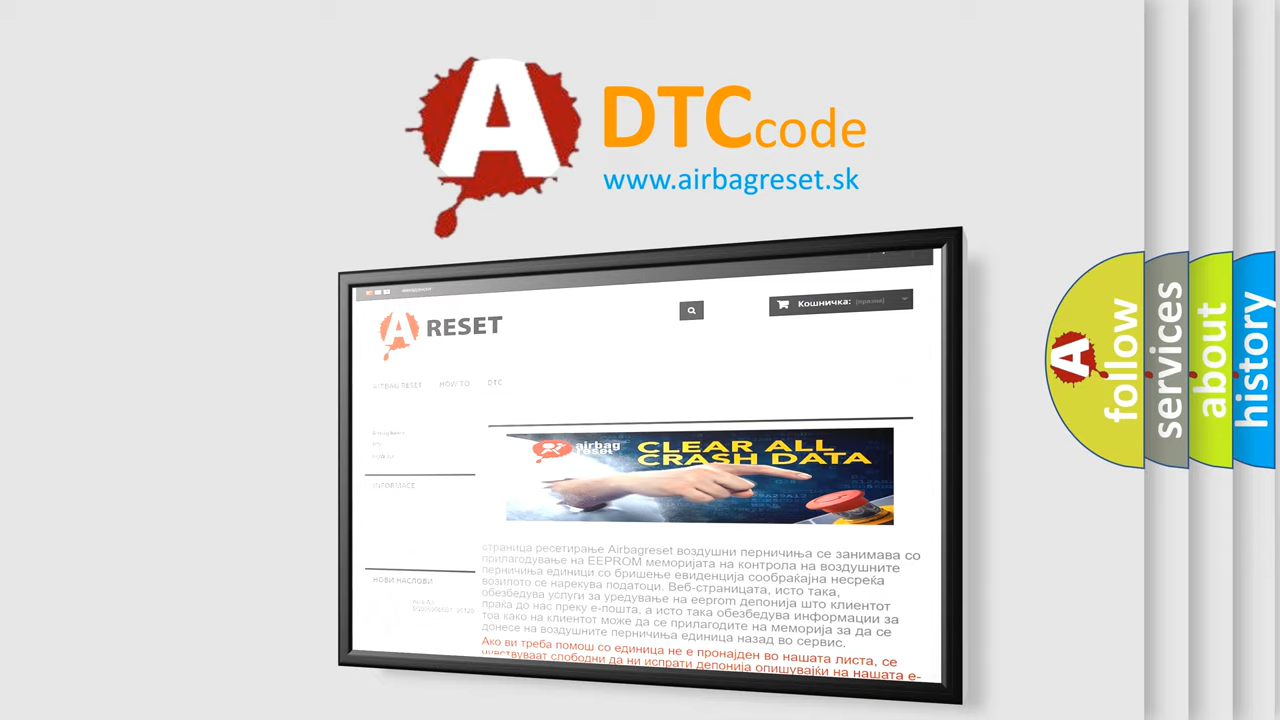 A
DTC code
www.airbagreset.sk
A RESET
Кошничка: (празни)
AIRBAG RESET HOW TO DTC
airbag
reset
CLEAR ALL
CRASH DATA
INFORMACE
страница ресетирање Airbagreset воздушни перничиња се занимава со
прилагодување на EEPROM меморијата на контрола на воздушните
перничиња единици со бришење евиденција сообраќајна несреќа
возилото се нарекува податоци. Веб-страницата, исто така,
обезбедува услуги за уредување на eeprom депонија што клиентот
праќа до нас преку е-пошта, а исто така обезбедува информации за
тоа како на клиентот може да се прилагодите на меморија за да се
донесе на воздушните перничиња единица назад во сервис.
Ако ви треба помош со единица не е пронајден во нашата листа, се
чувствуваат слободни да ни испрати депонија опишувајќи на нашата е-
НОВИ НАСЛОВИ
A
follow
services
about
history